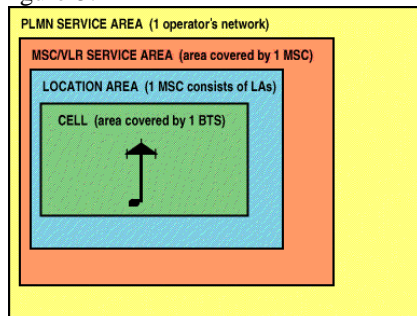 PLMN SERVICE AREA (1 operator's network)
MSC/VLR SERVICE AREA (area covered by 1 MSC)
LOCATION AREA (1 MSC consists of LAs)
CELL (area covered by 1 BTS)